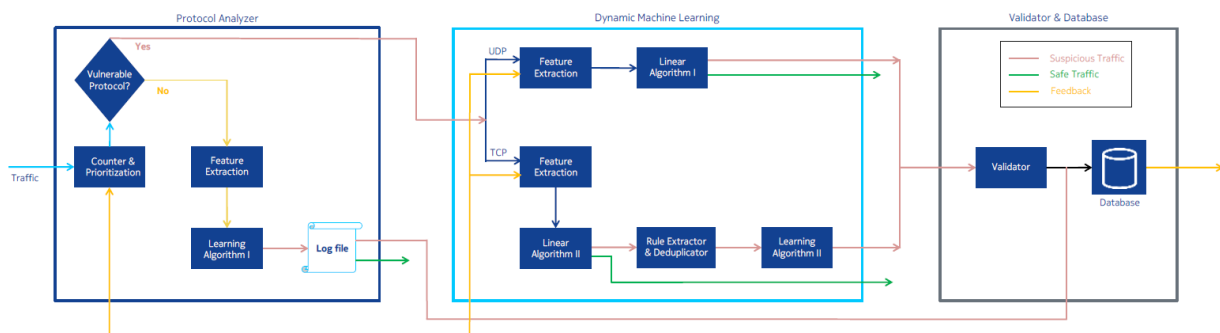 Protocol Analyzer
Dynamic Machine Learning
Validator & Database
Yes
Vulnerable
Protocol?
No
Traffic
Counter &
Prioritization
Feature
Extraction
Learning
Algorithm I
Log file
UDP
Feature
Extraction
Linear
Algorithm I
TCP
Feature
Extraction
Linear
Algorithm II
Rule Extractor
& Deduplicator
Learning
Algorithm II
Suspicious Traffic
Safe Traffic
Feedback
Validator
Database